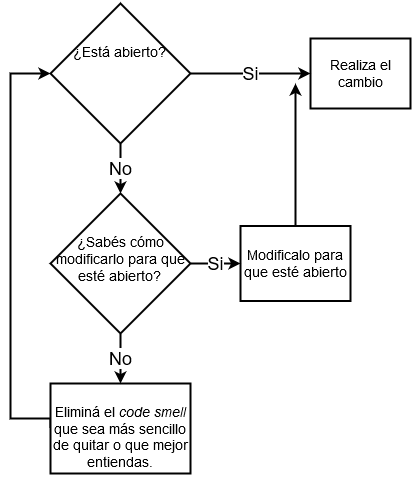 ¿Está abierto?
Si
Realiza el
cambio
No
¿Sabés cómo
modificarlo para que
esté abierto?
Si
Modificalo para
que esté abierto
No
Eliminá el code smell
que sea más sencillo
de quitar o que mejor
entiendas.